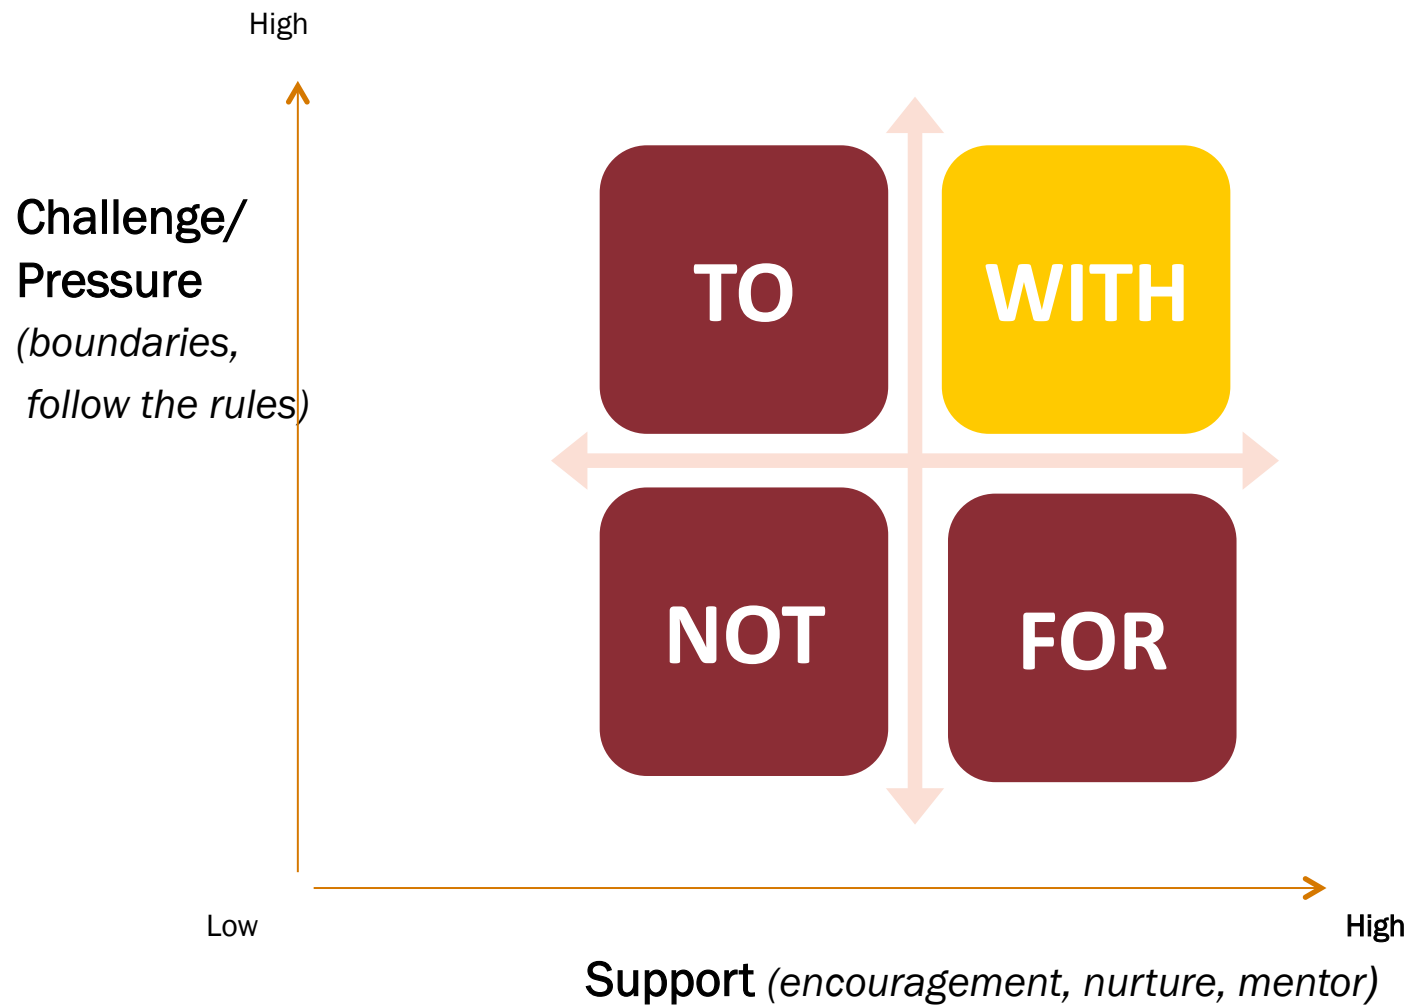 High
Challenge/
Pressure
(boundaries,
follow the rules)
TO
WITH
NOT
FOR
Low
High
Support (encouragement, nurture, mentor)